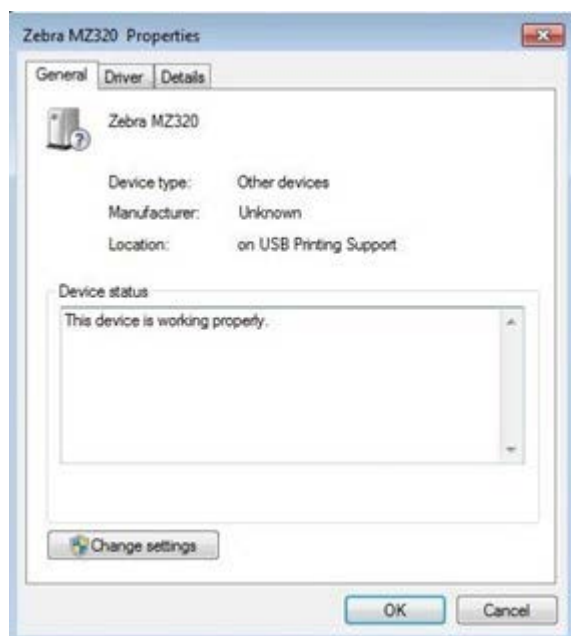 Zebra MZ320 Properties
General Driver Details
Zebra MZ320
Device type: Other devices
Manufacturer: Unknown
Location: on USB Printing Support
Device status
This device is working properly.
Change settings
OK Cancel